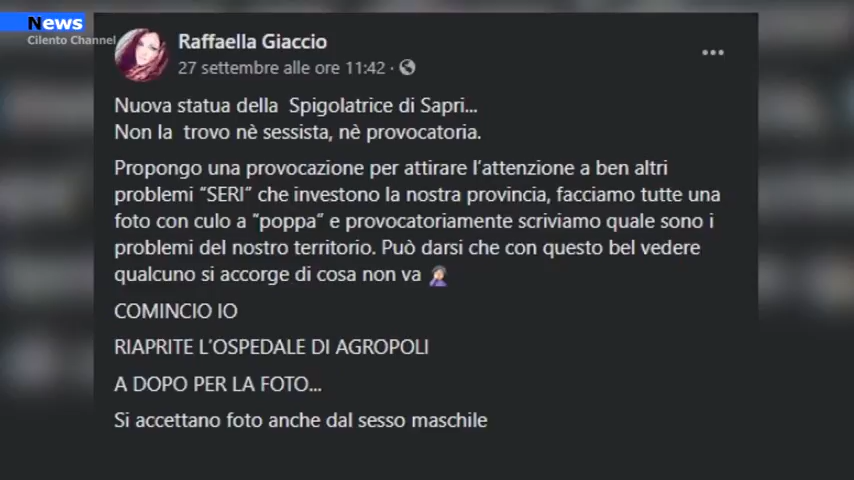 News
Cilento Channel
Raffaella Giaccio
27 settembre alle ore 11:42 ·
Nuova statua della Spigolatrice di Sapri...
Non la trovo nè sessista, nè provocatoria.
Propongo una provocazione per attirare l'attenzione a ben altri
problemi "SERI" che investono la nostra provincia, facciamo tutte una
foto con culo a "poppa" e provocatoriamente scriviamo quale sono i
problemi del nostro territorio. Può darsi che con questo bel vedere
qualcuno si accorge di cosa non va 🤦🏻‍♀️
COMINCIO IO
RIAPRITE L'OSPEDALE DI AGROPOLI
A DOPO PER LA FOTO...
Si accettano foto anche dal sesso maschile